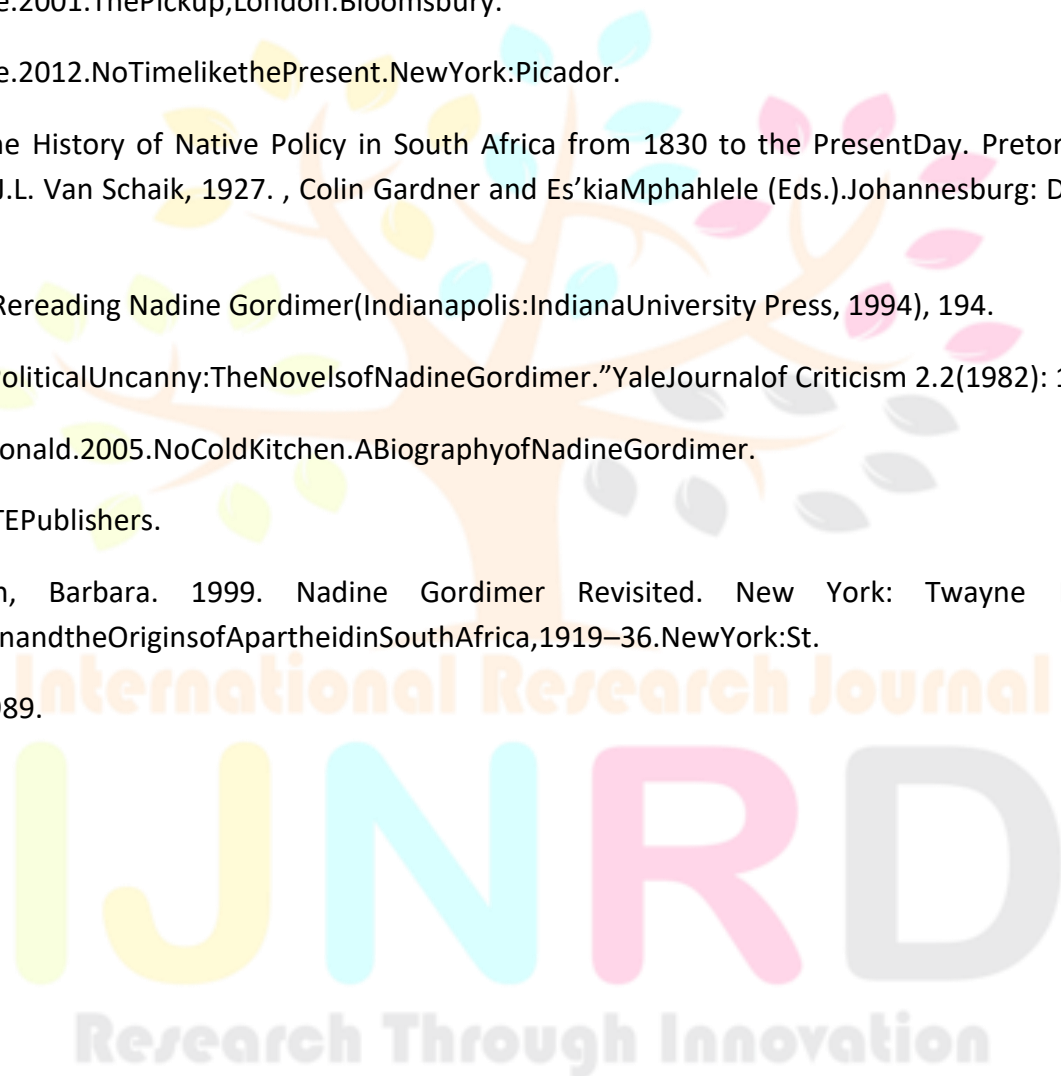 e.2001.ThePickup,London:Bloomsbury.
e.2012.NoTimelikethePresent.NewYork:Picador.
ne History of Native Policy in South Africa from 1830 to the PresentDay. Pretor
J.L. Van Schaik, 1927. , Colin Gardner and Es’kiaMphahlele (Eds.).Johannesburg: D
Rereading Nadine Gordimer(Indianapolis:IndianaUniversity Press, 1994), 194.
PoliticalUncanny:TheNovelsofNadineGordimer.”YaleJournalof Criticism 2.2(1982): 1
onald.2005.NoColdKitchen.ABiographyofNadineGordimer.
TEPublishers.
n, Barbara. 1999. Nadine Gordimer Revisited. New York: Twayne
nandtheOriginsofApartheidinSouthAfrica,1919–36.NewYork:St.
International Research Journal
989.
IJNRD
Research Through Innovation